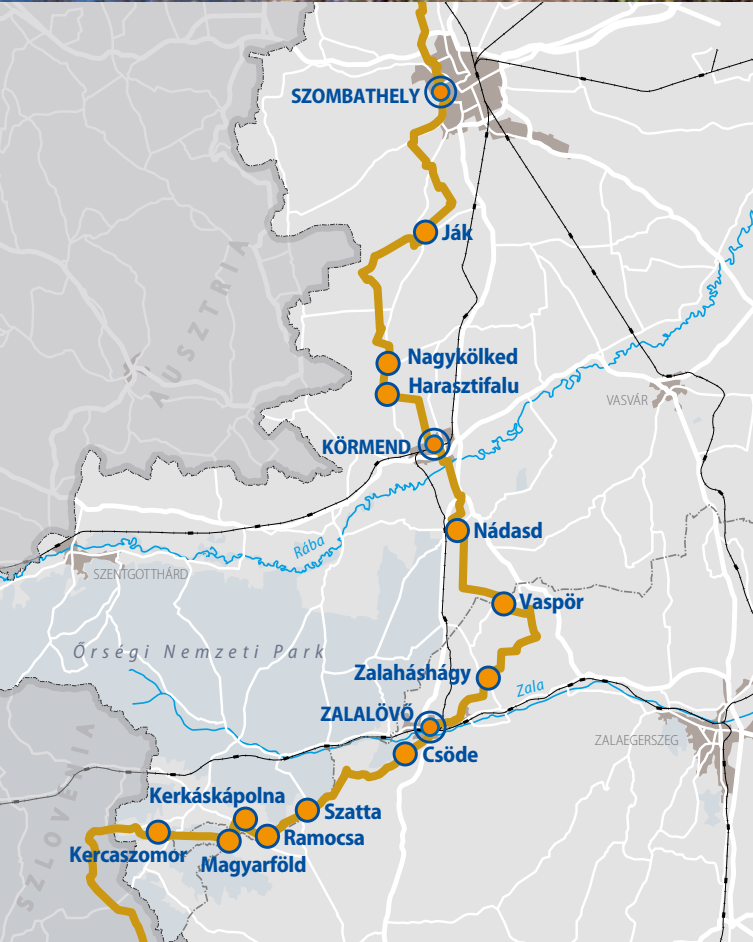 SZOMBATHELY
Ják
AUSZTRIA
Nagykölked
Harasztifalu
VASVÁR
KÖRMEND
Nádasd
Rába
SZENTGOTTHÁRD
Vaspör
Őrségi Nemzeti Park
Zalaháshágy
Zala
ZALALÖVŐ
ZALAEGERSZEG
Csöde
Kerkáskápolna
Szatta
Ramocsa
Kercaszomor
Magyarföld
SZLOVÉNIA